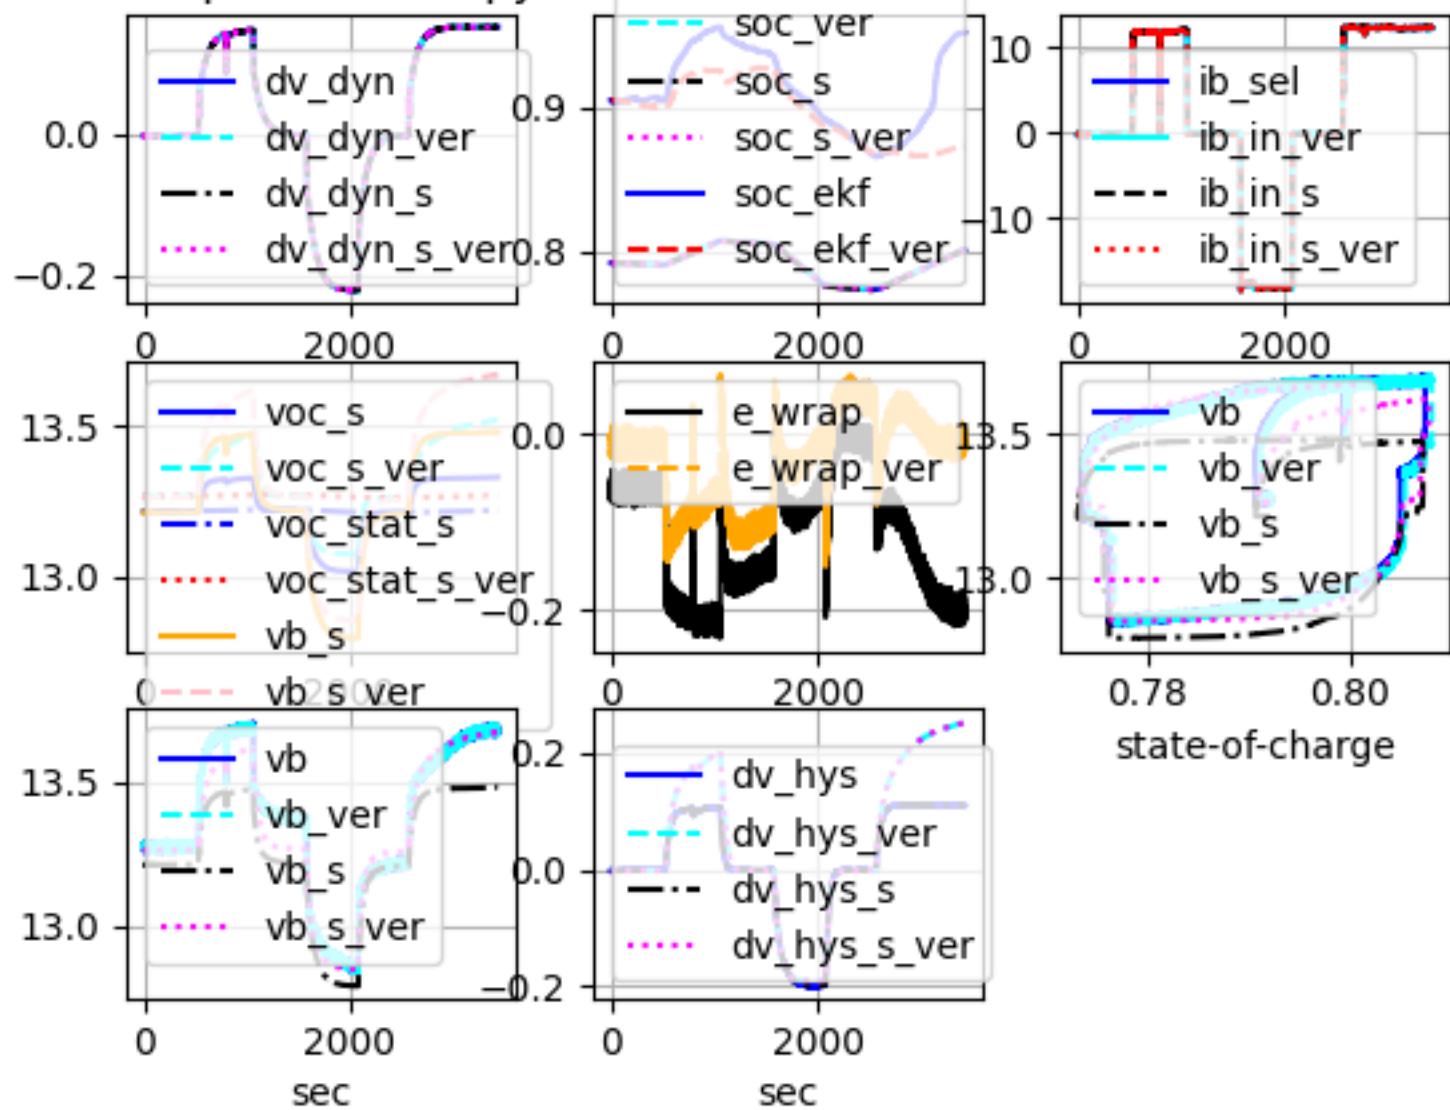 dv_dyn
dv_dyn_ver
dv_dyn_s
dv_dyn_s_ver
0.0
−0.2
0
2000
soc_ver
soc_s
soc_s_ver
soc_ekf
soc_ekf_ver
0.9
0.8
0
2000
ib_sel
ib_in_ver
ib_in_s
ib_in_s_ver
10
0
10
0
2000
voc_s
voc_s_ver
voc_stat_s
voc_stat_s_ver
vb_s
vb_s_ver
13.5
13.0
0
2000
e_wrap
e_wrap_ver
0.0
−0.2
0
2000
vb
vb_ver
vb_s
vb_s_ver
13.5
13.0
0.78
0.80
state-of-charge
vb
vb_ver
vb_s
vb_s_ver
13.5
13.0
0
2000
sec
dv_hys
dv_hys_ver
dv_hys_s
dv_hys_s_ver
0.2
0.0
−0.2
0
2000
sec